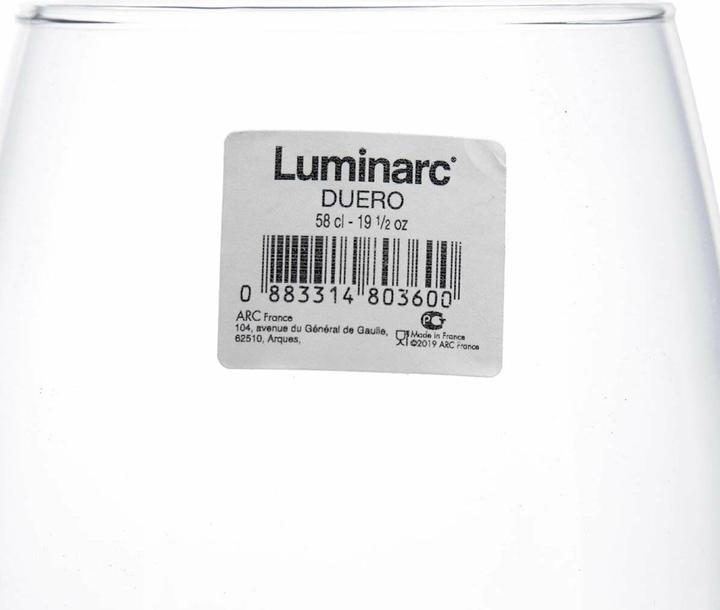 Luminarc®
DUERO
58 cl - 19 1/2 oz
0 883314 803600
ARC France
104, avenue du Général de Gaulle,
62510, Arques,
PCT
Made in France
©2019 ARC France